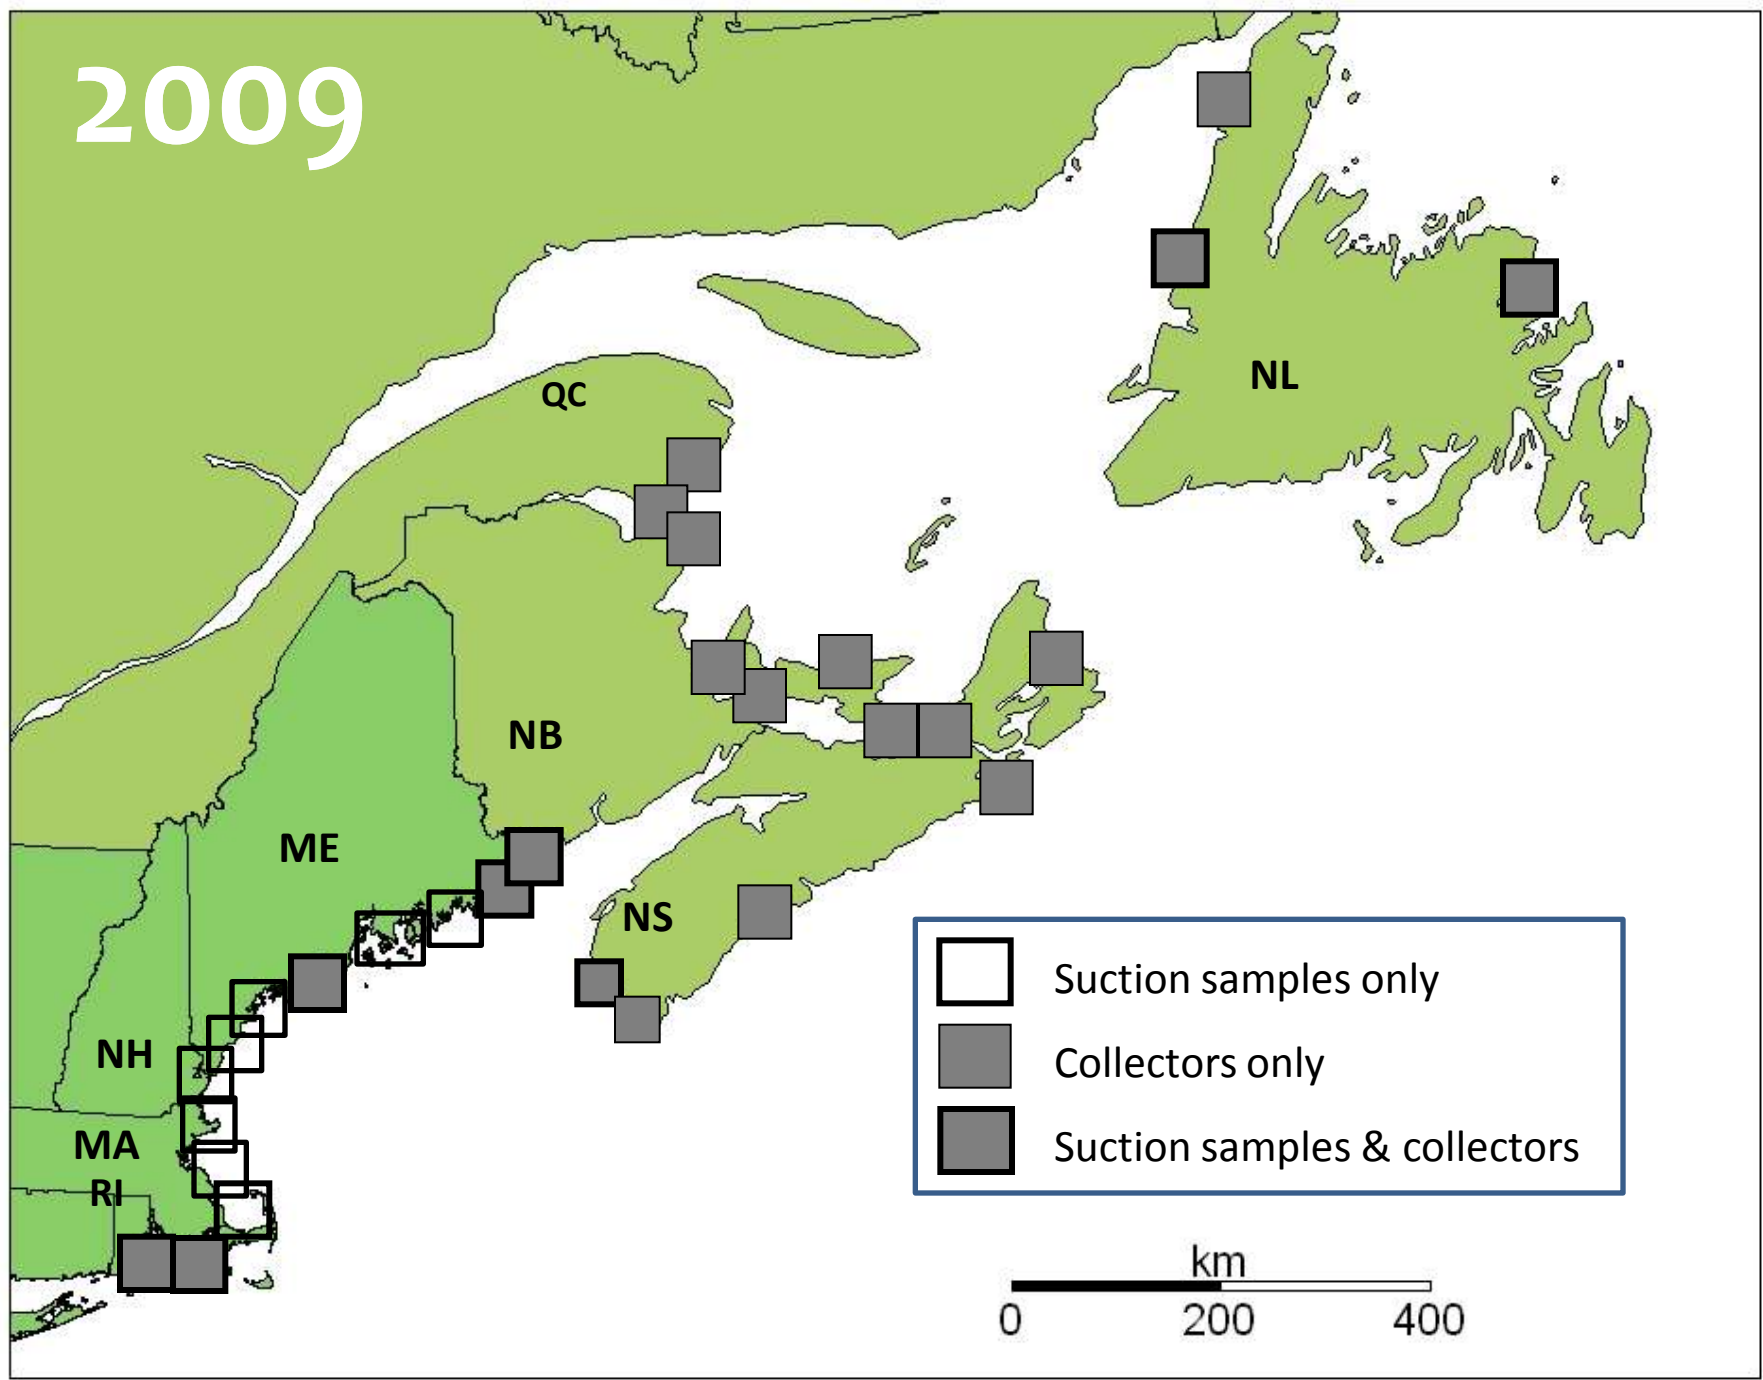 2009
QC
NL
NB
ME
NS
NH
MA
RI
Suction samples only
Collectors only
Suction samples & collectors
km
0 200 400